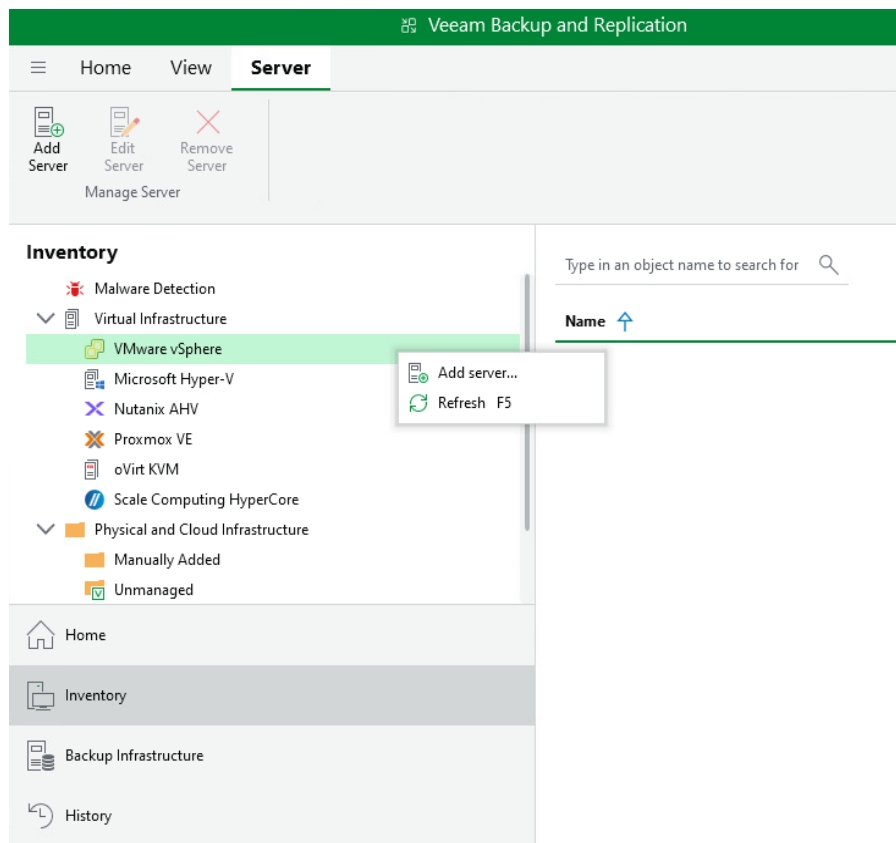 Veeam Backup and Replication
Home View Server
Add Server
Edit Server
Remove Server
Manage Server
Inventory
Malware Detection
Virtual Infrastructure
VMware vSphere
Microsoft Hyper-V
Nutanix AHV
Proxmox VE
oVirt KVM
Scale Computing HyperCore
Physical and Cloud Infrastructure
Manually Added
Unmanaged
Add server...
Refresh F5
Type in an object name to search for
Name
Home
Inventory
Backup Infrastructure
History